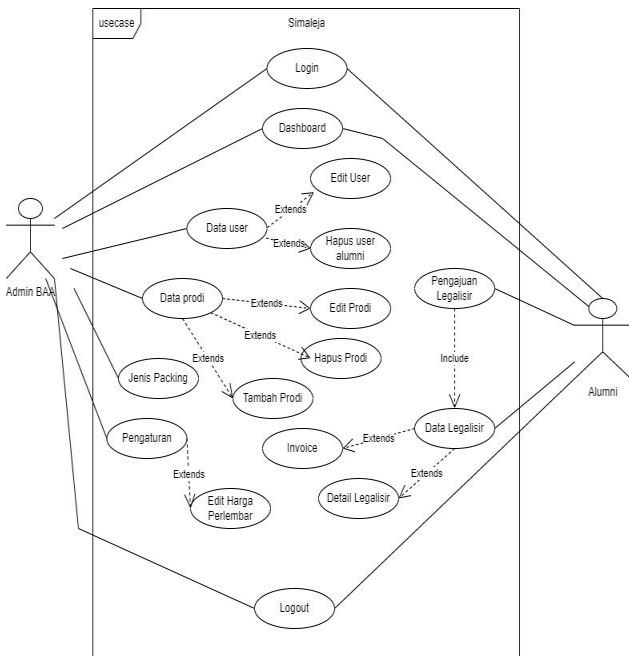 usecase
Simaleja
Login
Dashboard
Edit User
Extends
Data user
Extends
Hapus user
alumni
Admin BAA
Pengajuan
Legalisir
Data prodi
Extends
Edit Prodi
Extends
Hapus Prodi
Extends
Include
Jenis Packing
Tambah Prodi
Alumni
Pengaturan
Extends
Invoice
Extends
Data Legalisir
Extends
Detail Legalisir
Edit Harga
Perlembar
Logout